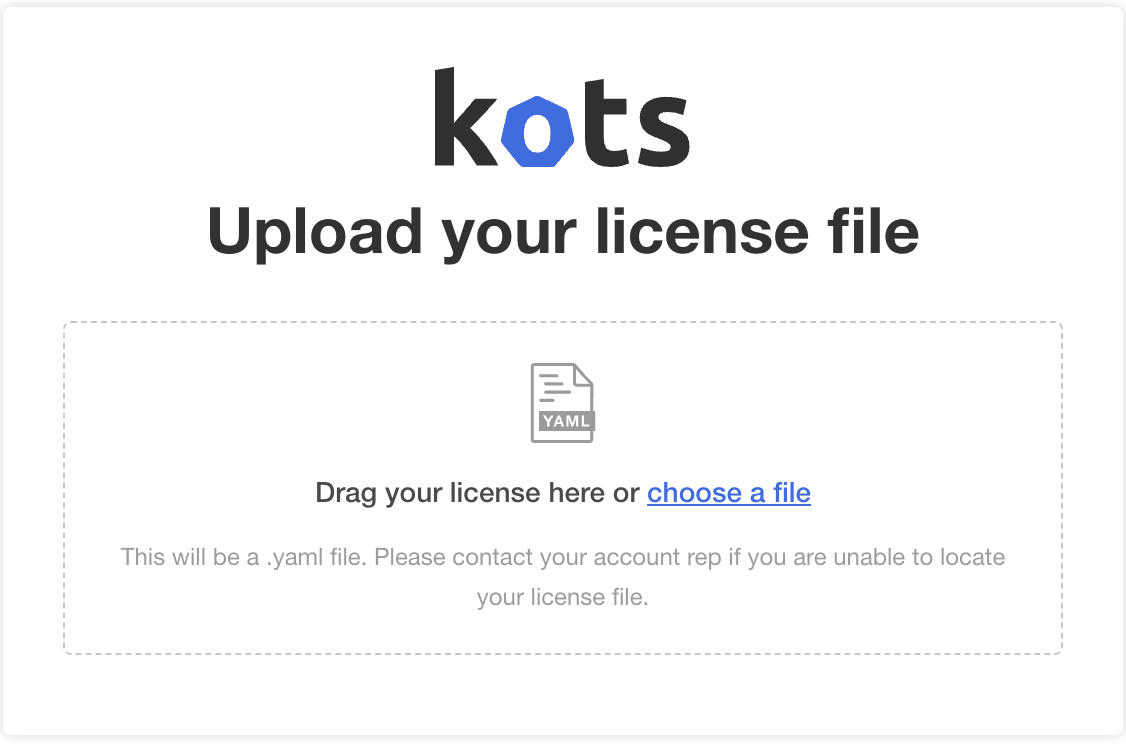 kots
Upload your license file
YAML
Drag your license here or choose a file
This will be a .yaml file. Please contact your account rep if you are unable to locate
your license file.